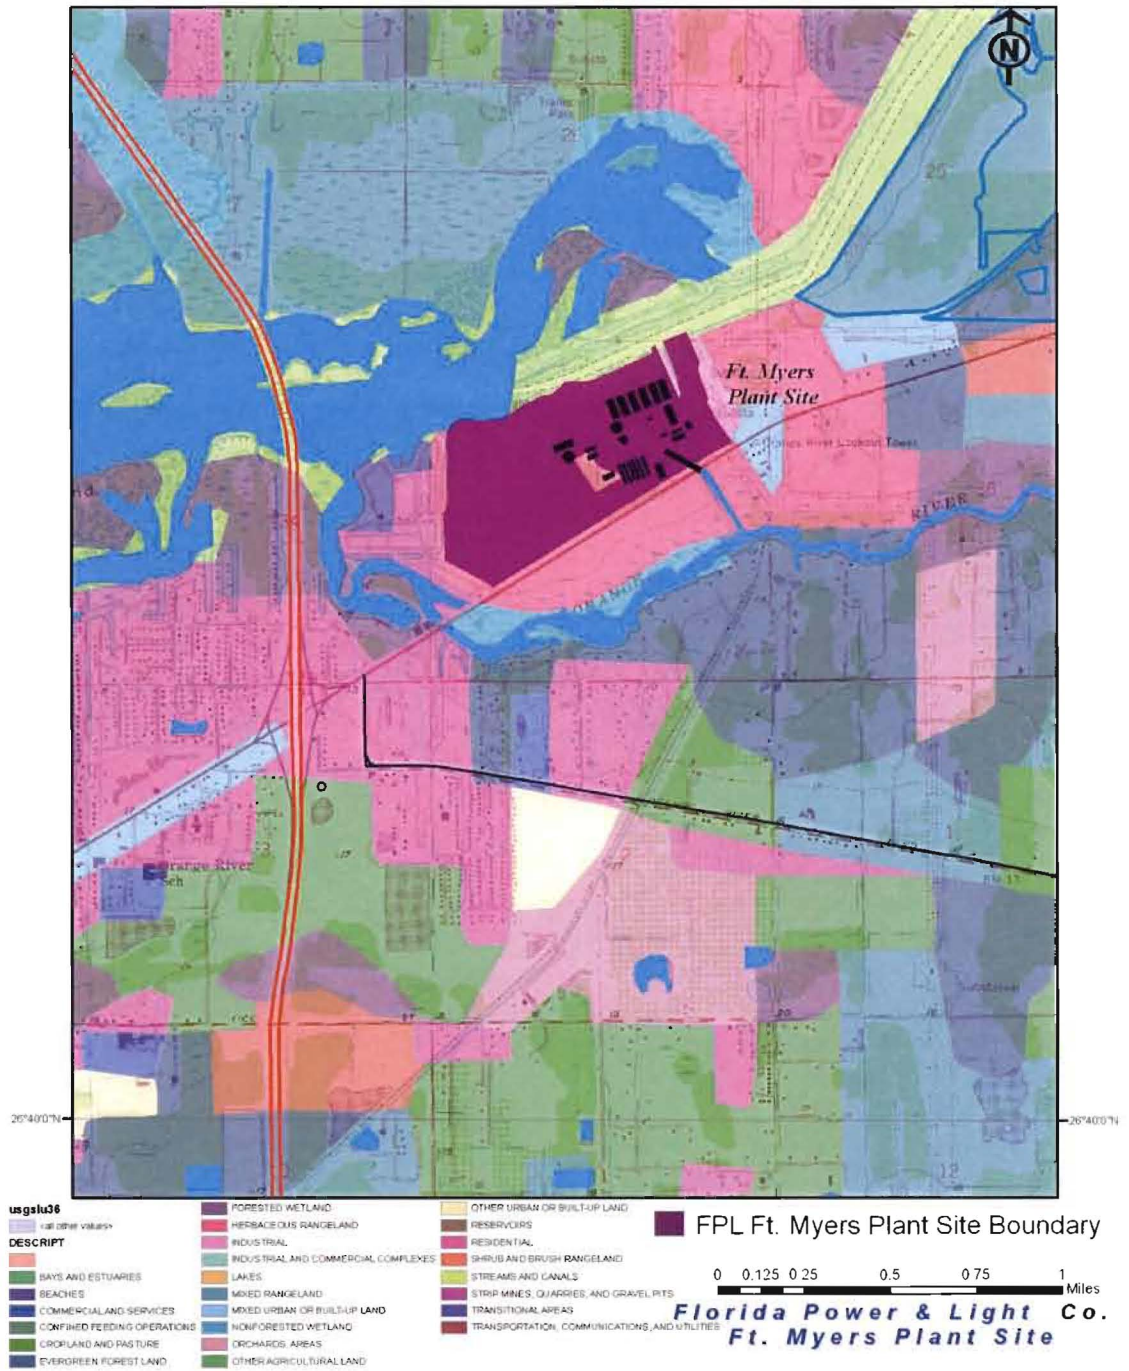 N
25
Ft. Myers
Plant Site
RIVER
Orange River
Sch
12
26°40'0"N
26°40'0"N
usgslu36
<all other values>
DESCRIPT
BAYS AND ESTUARIES
BEACHES
COMMERCIAL AND SERVICES
CONFINED FEEDING OPERATIONS
CROPLAND AND PASTURE
EVERGREEN FOREST LAND
FORESTED WETLAND
HERBACEOUS RANGELAND
INDUSTRIAL
INDUSTRIAL AND COMMERCIAL COMPLEXES
LAKES
MIXED RANGELAND
MIXED URBAN OR BUILT-UP LAND
NONFORESTED WETLAND
ORCHARDS, AREAS
OTHER AGRICULTURAL LAND
OTHER URBAN OR BUILT-UP LAND
RESERVOIRS
RESIDENTIAL
SHRUB AND BRUSH RANGELAND
STREAMS AND CANALS
STRIP MINES, QUARRIES, AND GRAVEL PITS
TRANSITIONAL AREAS
TRANSPORTATION, COMMUNICATIONS, AND UTILITIES
FPL Ft. Myers Plant Site Boundary
0 0.125 0.25 0.5 0.75 1
Miles
Florida Power & Light Co.
Ft. Myers Plant Site